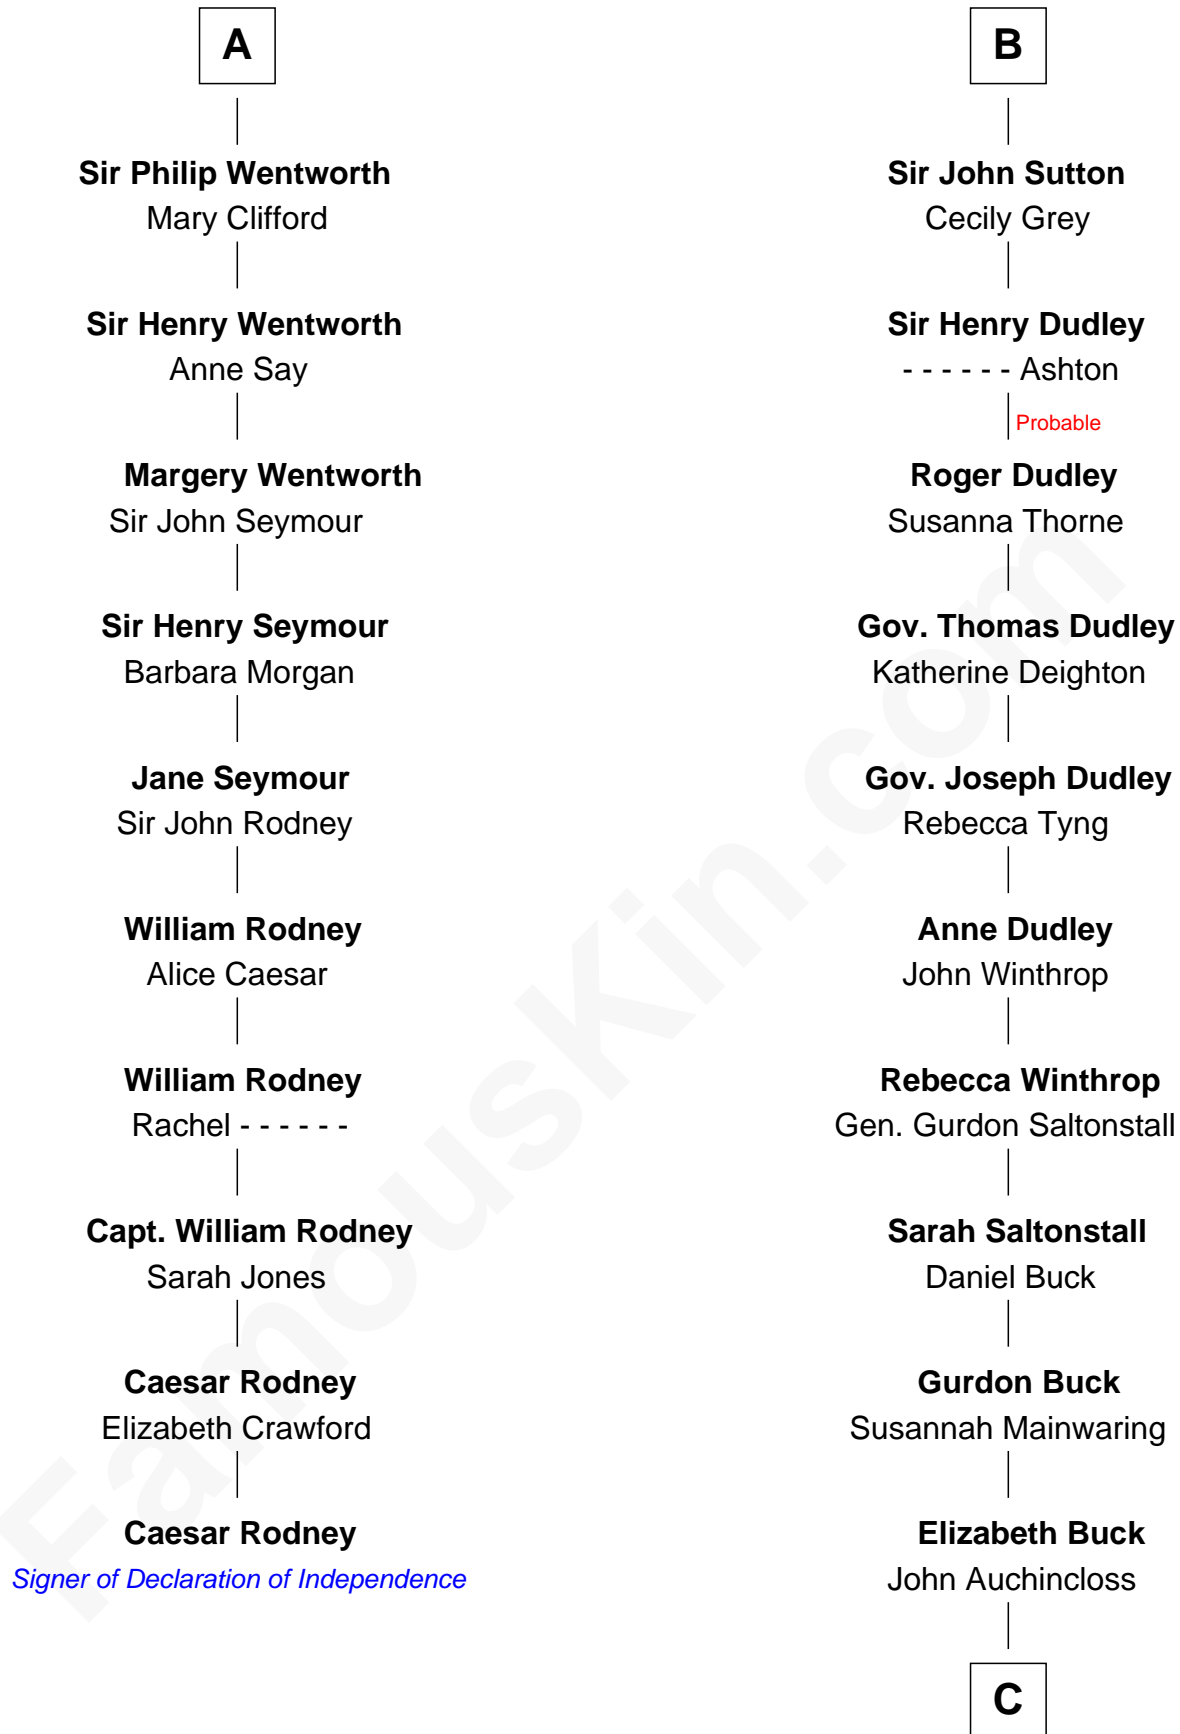 A
Sir Philip Wentworth
Mary Clifford
Sir Henry Wentworth
Anne Say
Margery Wentworth
Sir John Seymour
Sir Henry Seymour
Barbara Morgan
Jane Seymour
Sir John Rodney
William Rodney
Alice Caesar
William Rodney
Rachel - - - - - -
Capt. William Rodney
Sarah Jones
Caesar Rodney
Elizabeth Crawford
Caesar Rodney
Signer of Declaration of Independence
B
Sir John Sutton
Cecily Grey
Sir Henry Dudley
- - - - - - Ashton
Probable
Roger Dudley
Susanna Thorne
Gov. Thomas Dudley
Katherine Deighton
Gov. Joseph Dudley
Rebecca Tyng
Anne Dudley
John Winthrop
Rebecca Winthrop
Gen. Gurdon Saltonstall
Sarah Saltonstall
Daniel Buck
Gurdon Buck
Susannah Mainwaring
Elizabeth Buck
John Auchincloss
C
FamousKin.com